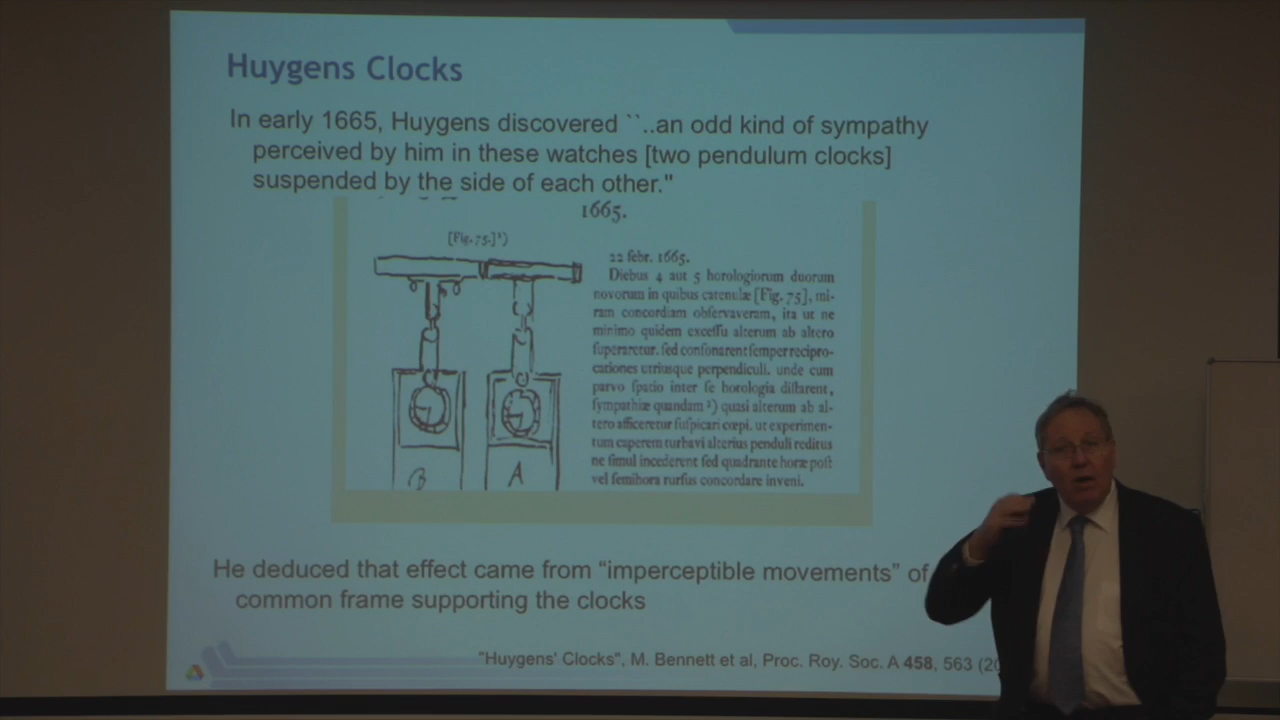 Huygens Clocks
In early 1665, Huygens discovered ``..an odd kind of sympathy
perceived by him in these watches [two pendulum clocks]
suspended by the side of each other."
1665.
[Fig. 75.]¹)
22 febr. 1665.
Diebus 4 aut 5 horologiorum duorum
novorum in quibus catenulæ [Fig. 75], mi-
ram concordiam obſervaveram, ita ut ne
minimo quidem exceſſu alterum ab altero
ſuperaretur. ſed conſonarent ſemper recipro-
cationes utriusque perpendiculi. unde cum
parvo ſpatio inter ſe horologia diſtarent,
ſympathiæ quandam ²) quasi alterum ab al-
tero afficeretur ſuſpicari cœpi. ut experimen-
tum caperem turbavi alterius penduli reditus
ne ſimul incederent ſed quadrante horæ poſt
vel ſemihora rurſus concordare inveni.
B A
He deduced that effect came from “imperceptible movements” of
common frame supporting the clocks
"Huygens' Clocks", M. Bennett et al, Proc. Roy. Soc. A 458, 563 (20